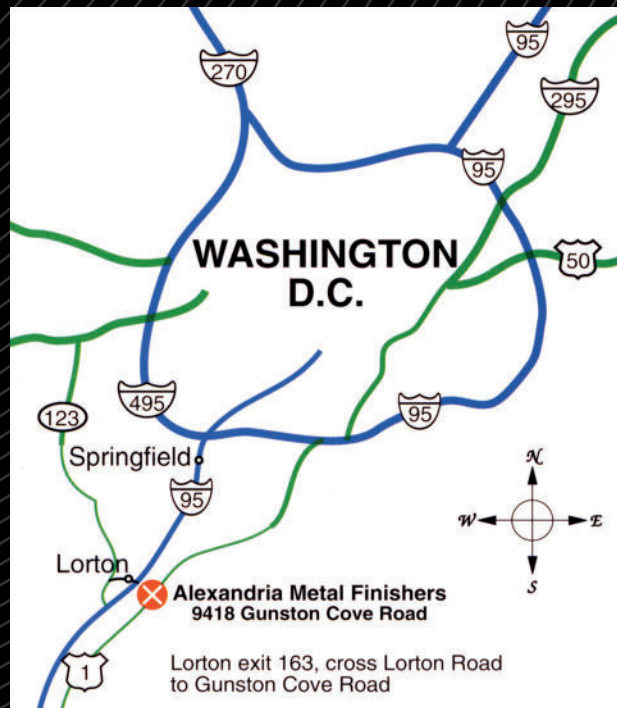 270
95
295
95
WASHINGTON
D.C.
50
495
95
123
Springfield
95
N
W E
S
Lorton
Alexandria Metal Finishers
9418 Gunston Cove Road
1
Lorton exit 163, cross Lorton Road
to Gunston Cove Road